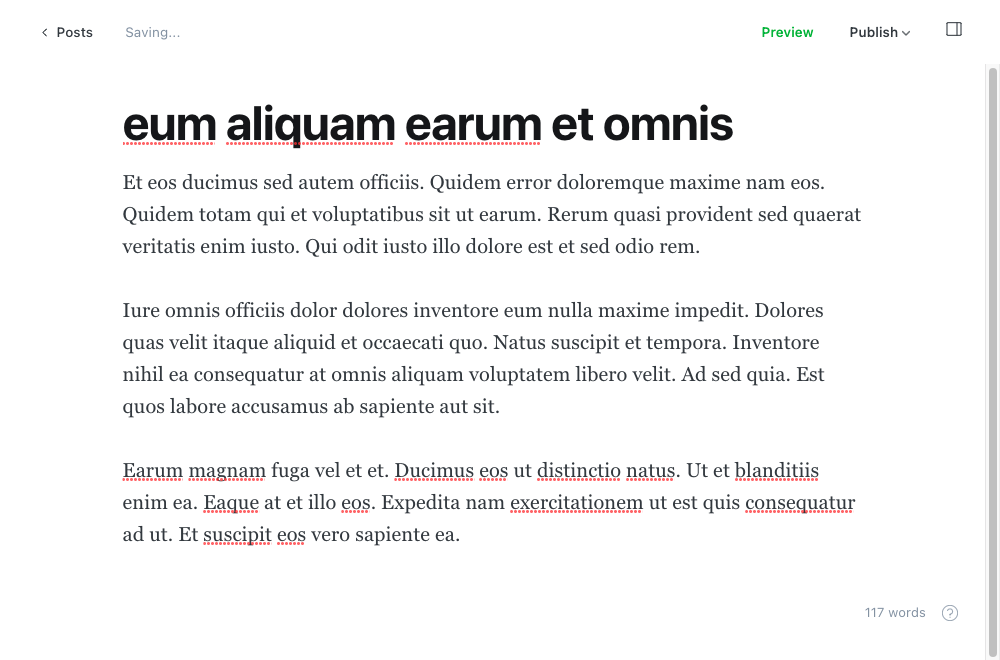 Posts
Saving...
Preview
Publish
eum aliquam earum et omnis
Et eos ducimus sed autem officiis. Quidem error doloremque maxime nam eos.
Quidem totam qui et voluptatibus sit ut earum. Rerum quasi provident sed quaerat
veritatis enim iusto. Qui odit iusto illo dolore est et sed odio rem.
Iure omnis officiis dolor dolores inventore eum nulla maxime impedit. Dolores
quas velit itaque aliquid et occaecati quo. Natus suscipit et tempora. Inventore
nihil ea consequatur at omnis aliquam voluptatem libero velit. Ad sed quia. Est
quos labore accusamus ab sapiente aut sit.
Earum magnam fuga vel et et. Ducimus eos ut distinctio natus. Ut et blanditiis
enim ea. Eaque at et illo eos. Expedita nam exercitationem ut est quis consequatur
ad ut. Et suscipit eos vero sapiente ea.
117 words
?